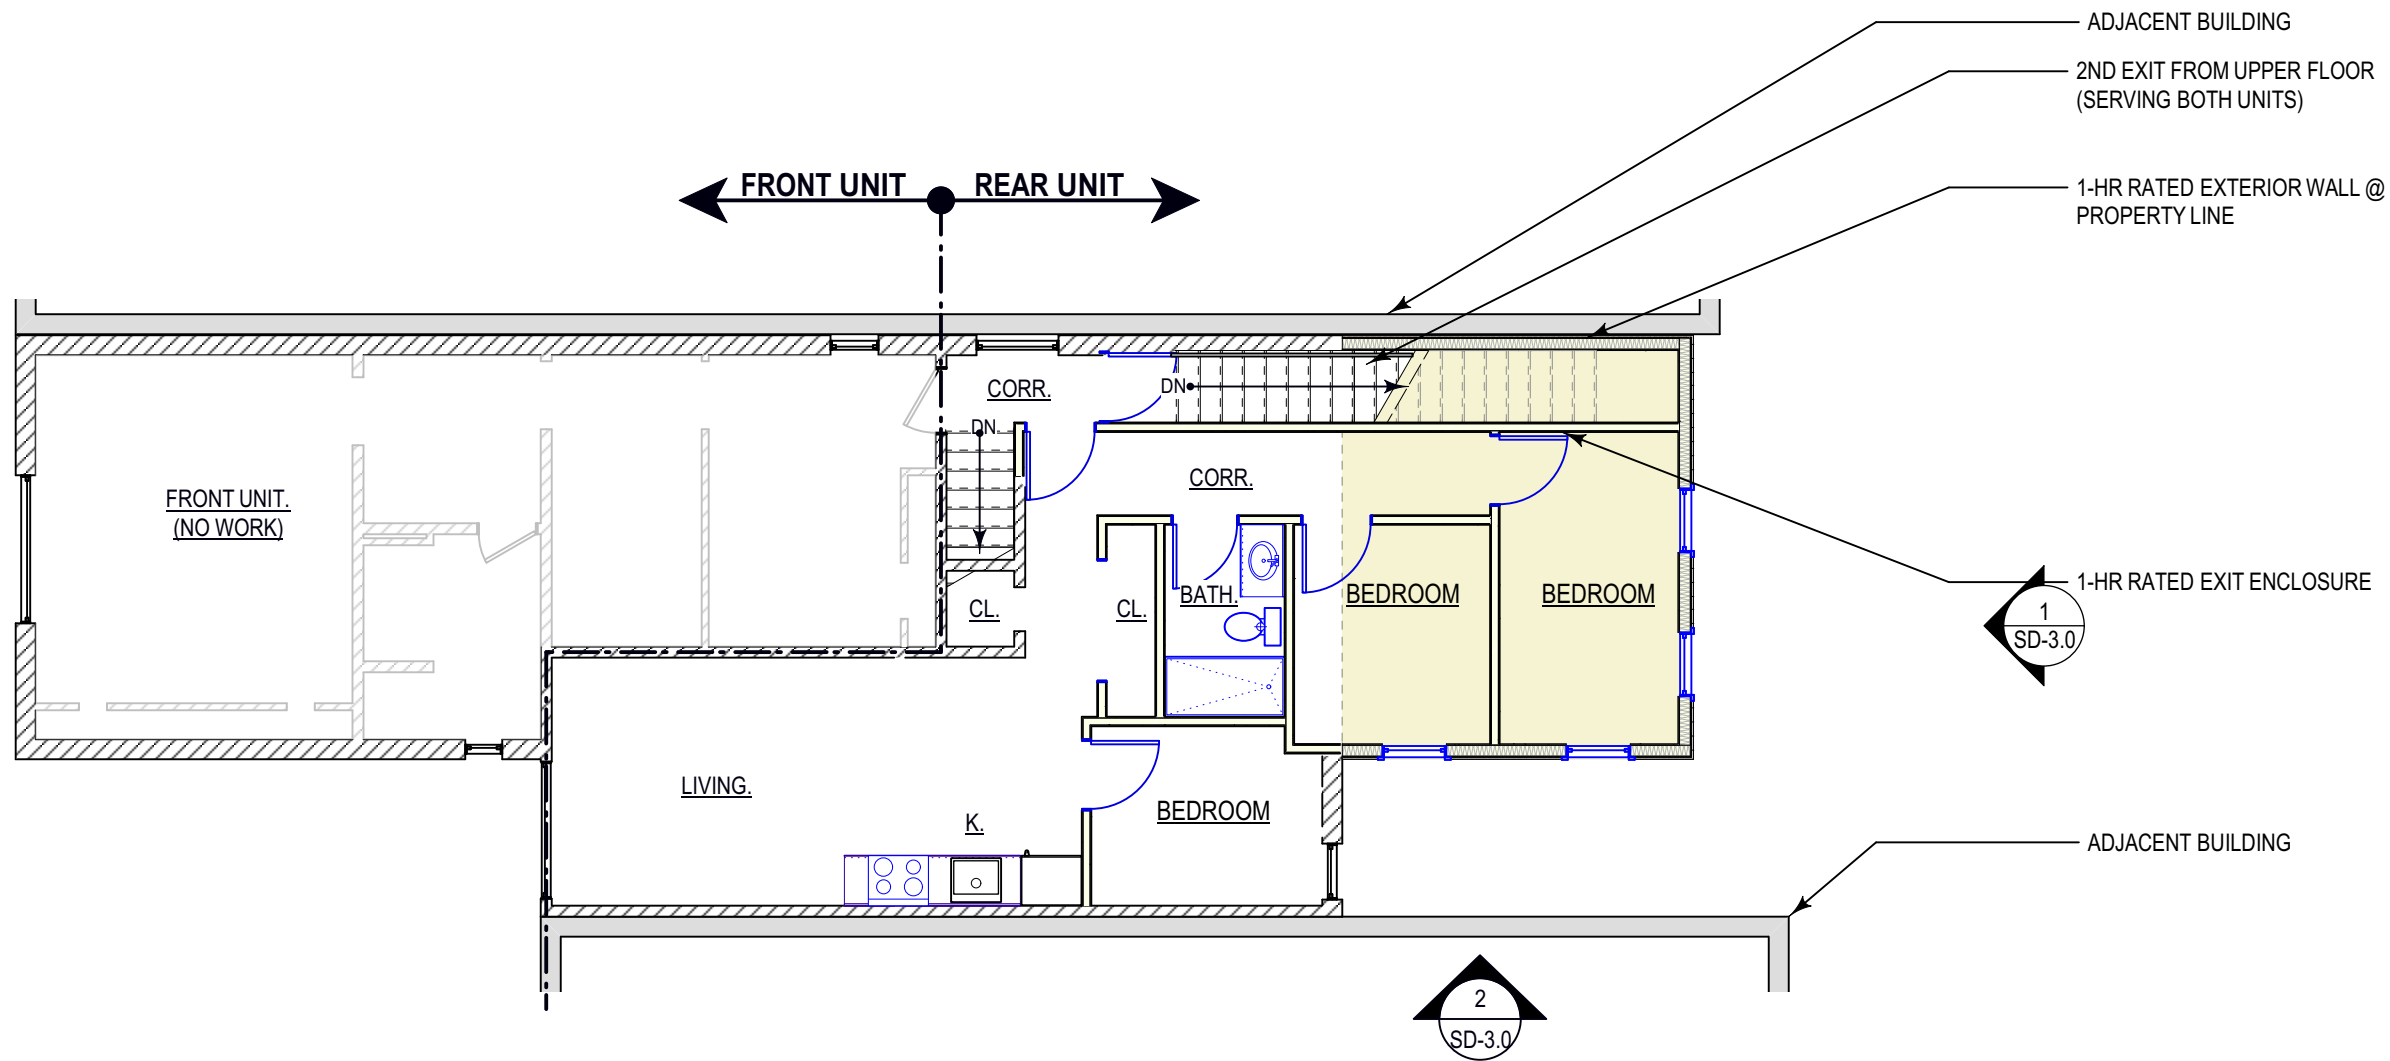 ADJACENT BUILDING
2ND EXIT FROM UPPER FLOOR
(SERVING BOTH UNITS)
FRONT UNIT
REAR UNIT
1-HR RATED EXTERIOR WALL @
PROPERTY LINE
CORR.
DN
DN.
CORR.
FRONT UNIT.
(NO WORK)
CL.
CL.
BATH.
BEDROOM
BEDROOM
1-HR RATED EXIT ENCLOSURE
1
SD-3.0
LIVING.
K.
BEDROOM
ADJACENT BUILDING
2
SD-3.0